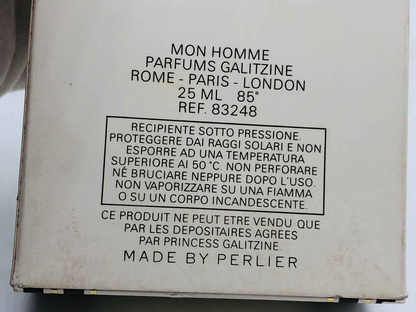 MON HOMME
PARFUMS GALITZINE
ROME - PARIS - LONDON
25 ML 85°
REF. 83248
RECIPIENTE SOTTO PRESSIONE.
PROTEGGERE DAI RAGGI SOLARI E NON
ESPORRE AD UNA TEMPERATURA
SUPERIORE AI 50°C. NON PERFORARE
NÉ BRUCIARE NEPPURE DOPO L'USO.
NON VAPORIZZARE SU UNA FIAMMA
O SU UN CORPO INCANDESCENTE.
CE PRODUIT NE PEUT ETRE VENDU QUE
PAR LES DEPOSITAIRES AGREES
PAR PRINCESS GALITZINE.
MADE BY PERLIER